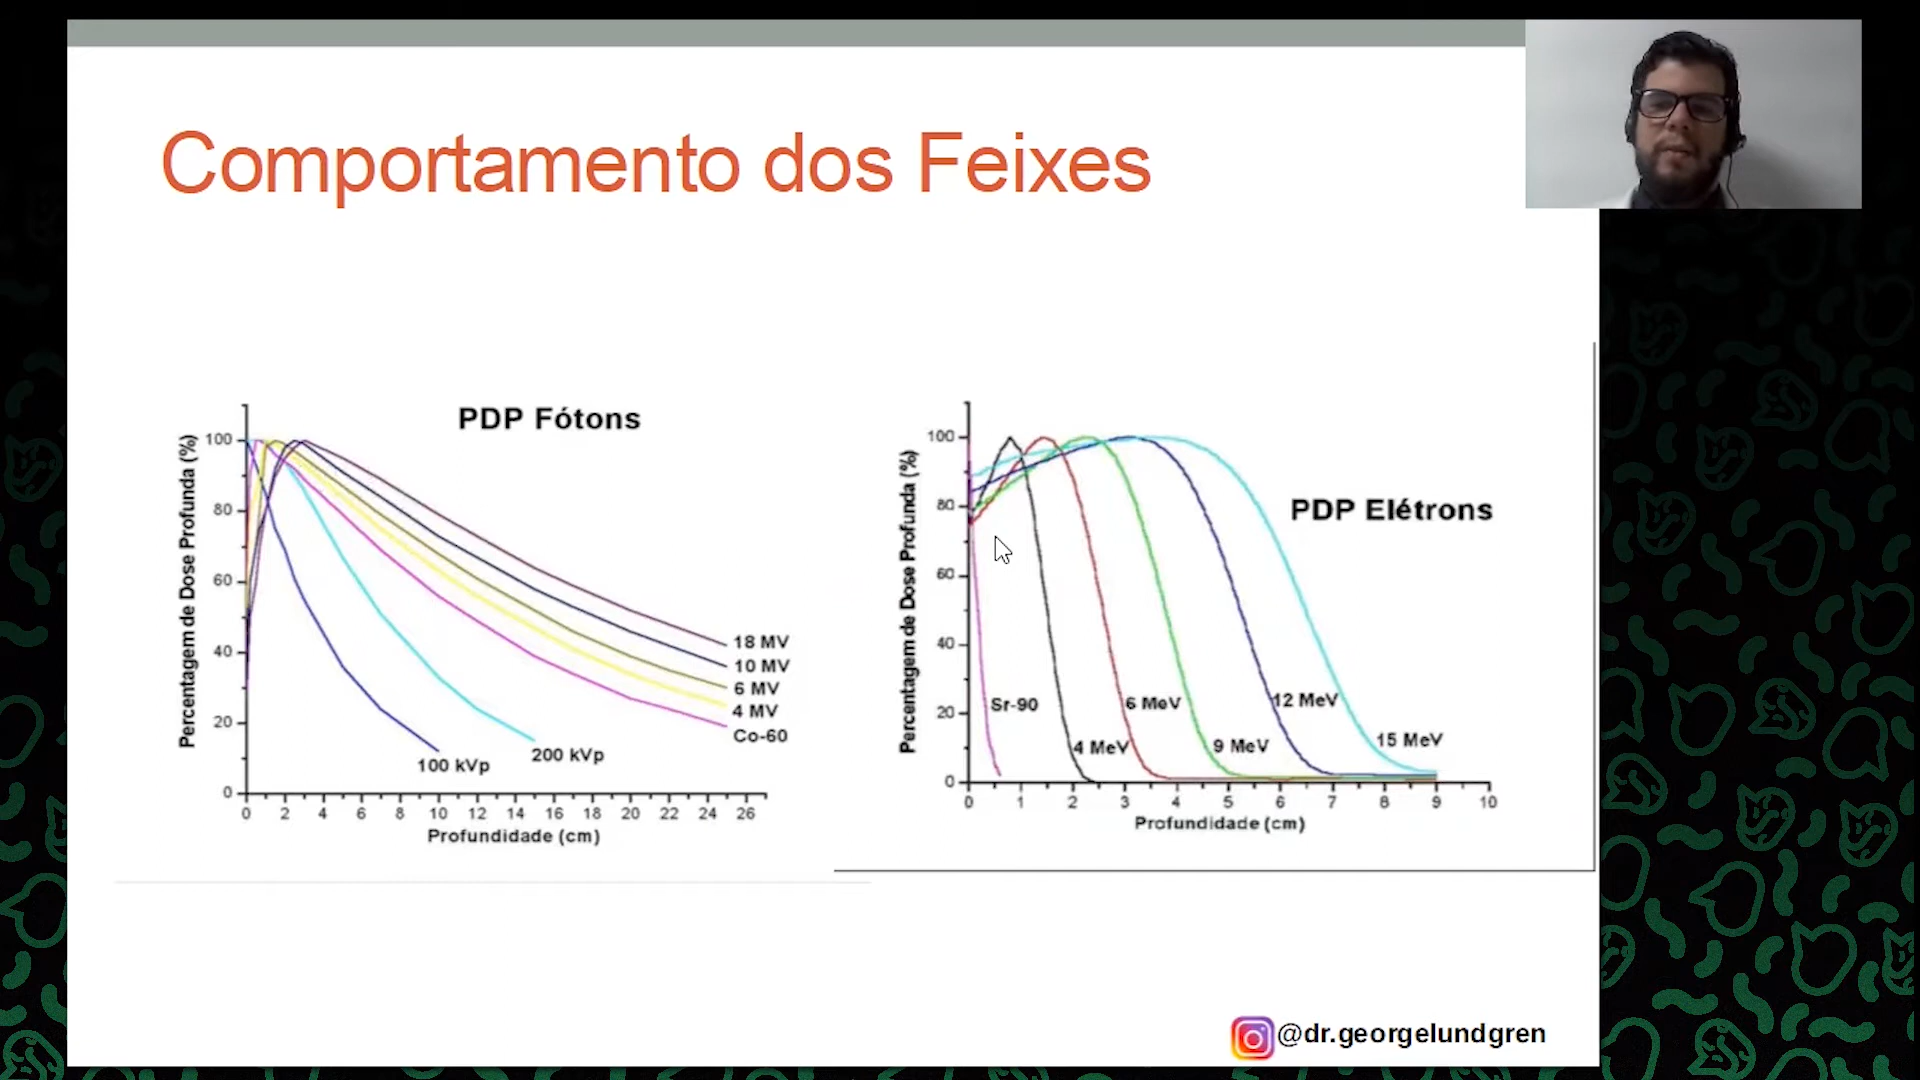 Comportamento dos Feixes
PDP Fótons
Percentagem de Dose Profunda (%)
100
80
60
40
20
0
18 MV
10 MV
6 MV
4 MV
Co-60
200 kVp
100 kVp
0 2 4 6 8 10 12 14 16 18 20 22 24 26
Profundidade (cm)
PDP Elétrons
Percentagem de Dose Profunda (%)
100
80
60
40
20
0
Sr-90
4 MeV
6 MeV
9 MeV
12 MeV
15 MeV
0 1 2 3 4 5 6 7 8 9 10
Profundidade (cm)
@dr.georgelundgren